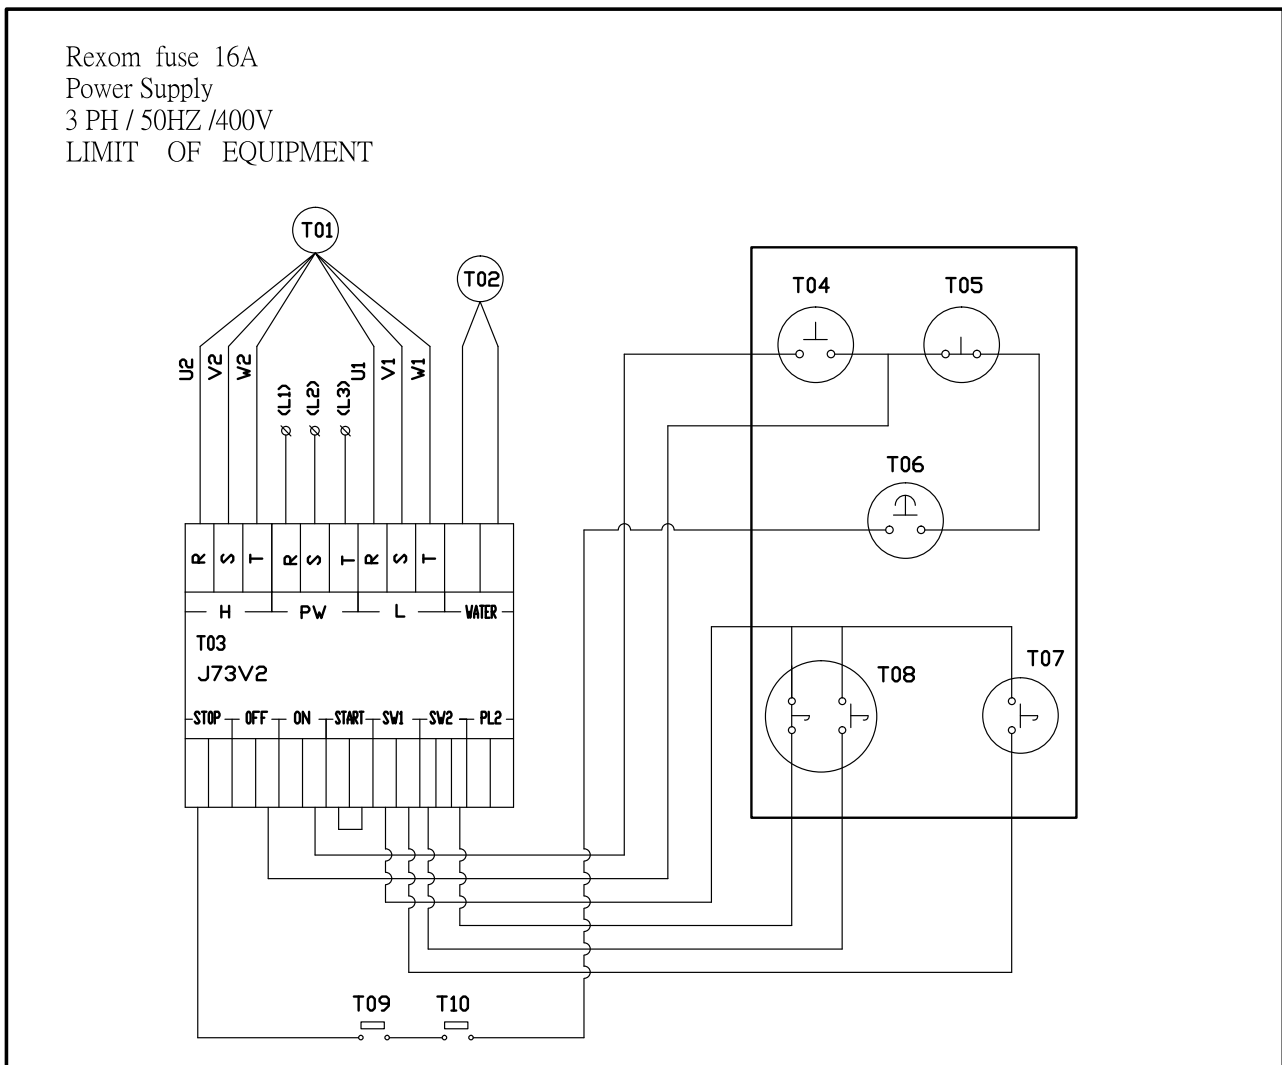 Rexom fuse 16A
Power Supply
3 PH / 50HZ /400V
LIMIT OF EQUIPMENT
T01
T02
T04 T05
U2 V2 W2 (L1) (L2) (L3) U1 V1 W1
T06
R S T R S T R S T
H PW L WATER
T03
J73V2
T08 T07
STOP OFF ON START SW1 SW2 PL2
T09 T10